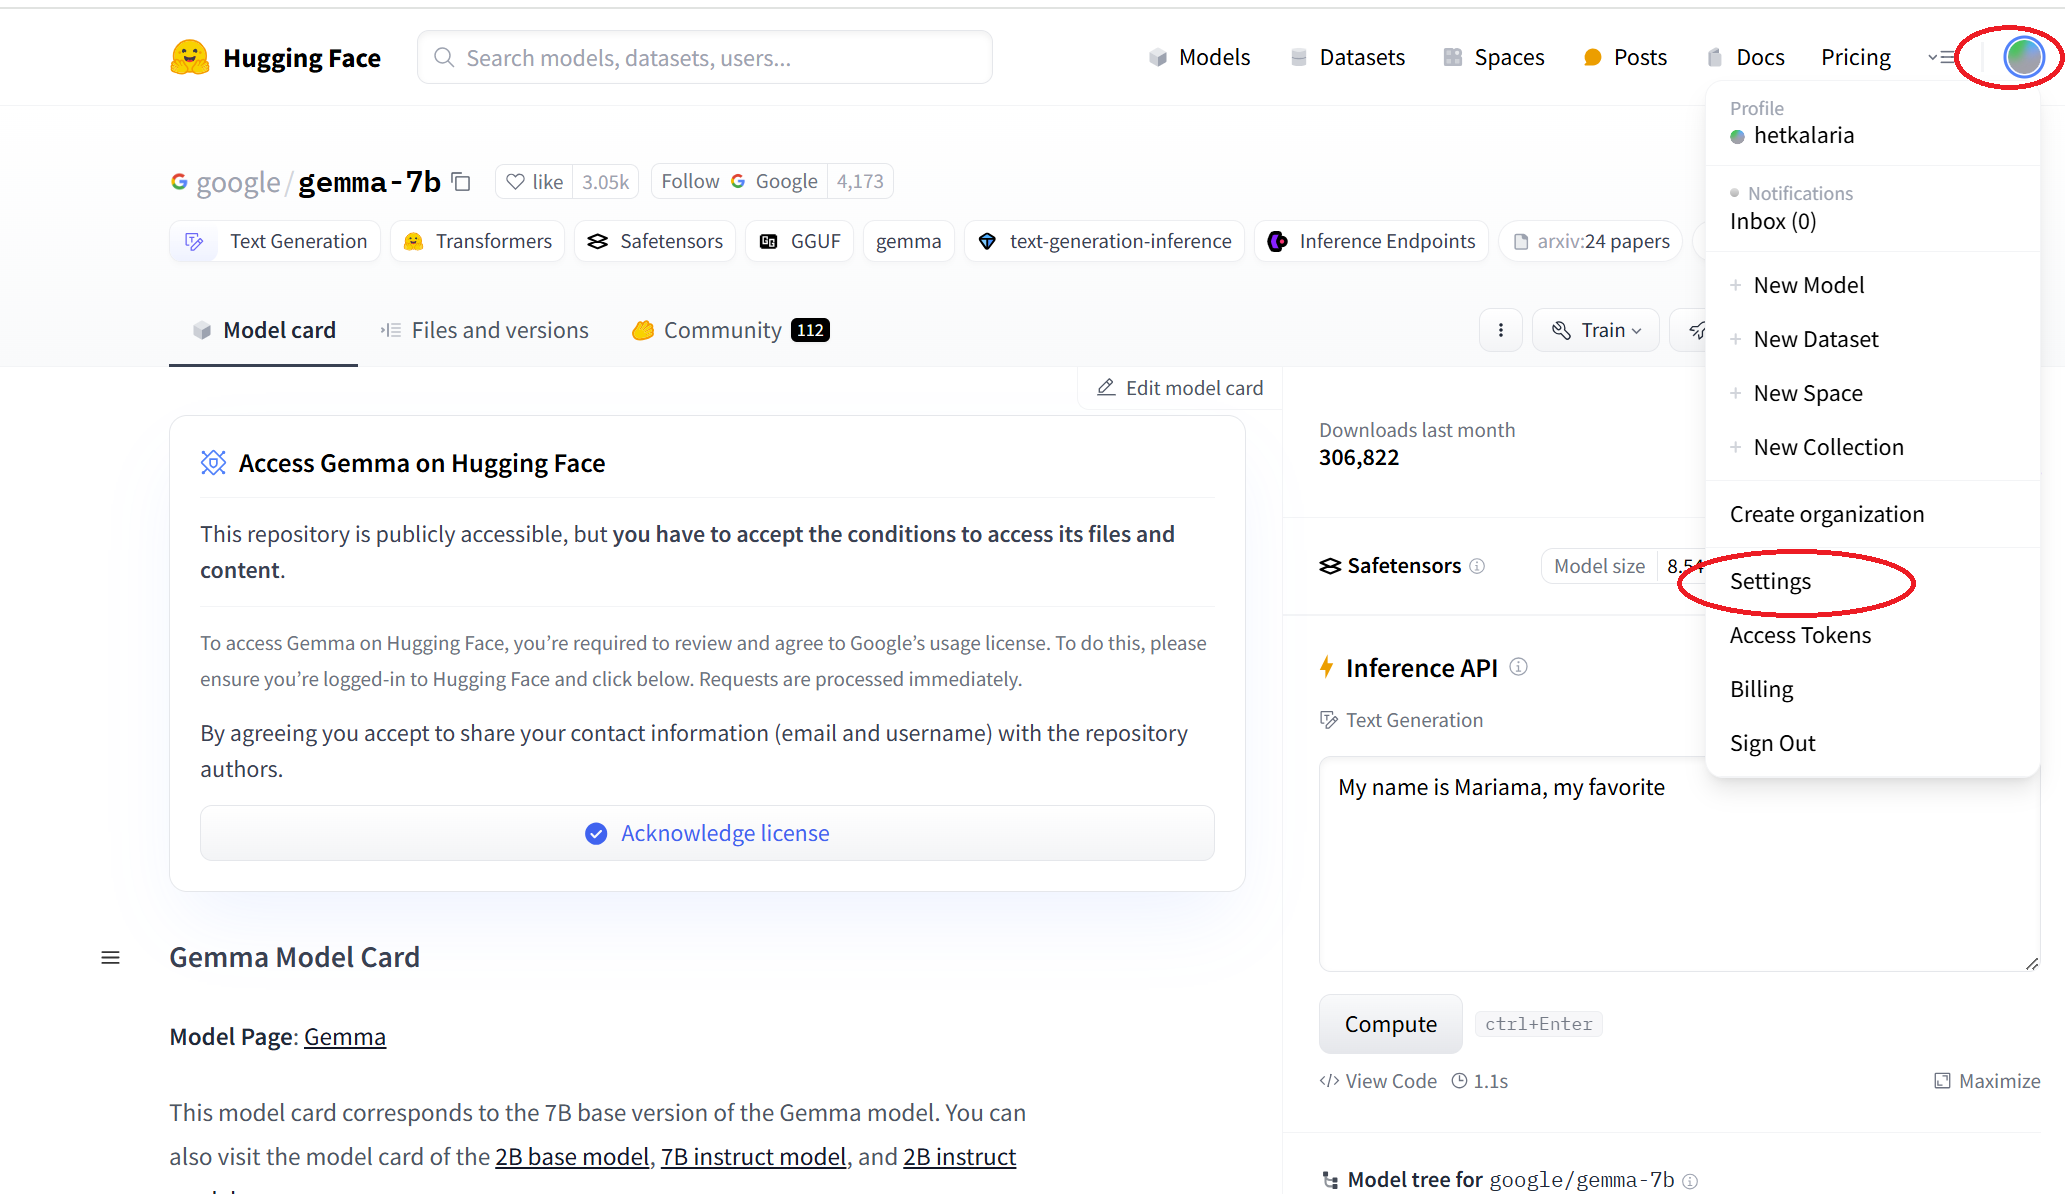 Hugging Face
Search models, datasets, users...
Models
Datasets
Spaces
Posts
Docs
Pricing
Profile
hetkalaria
Notifications
Inbox (0)
+ New Model
+ New Dataset
+ New Space
+ New Collection
Create organization
Settings
Access Tokens
Billing
Sign Out
google/gemma-7b
like 3.05k
Follow Google 4,173
Text Generation
Transformers
Safetensors
GGUF
gemma
text-generation-inference
Inference Endpoints
arxiv:24 papers
Model card
Files and versions
Community 112
Train
Edit model card
Access Gemma on Hugging Face
This repository is publicly accessible, but you have to accept the conditions to access its files and
content.
To access Gemma on Hugging Face, you’re required to review and agree to Google’s usage license. To do this, please
ensure you’re logged-in to Hugging Face and click below. Requests are processed immediately.
By agreeing you accept to share your contact information (email and username) with the repository
authors.
Acknowledge license
Gemma Model Card
Model Page: Gemma
This model card corresponds to the 7B base version of the Gemma model. You can
also visit the model card of the 2B base model, 7B instruct model, and 2B instruct
Downloads last month
306,822
Safetensors
Model size 8.54
Inference API
Text Generation
My name is Mariama, my favorite
Compute
ctrl+Enter
</> View Code
1.1s
Maximize
Model tree for google/gemma-7b